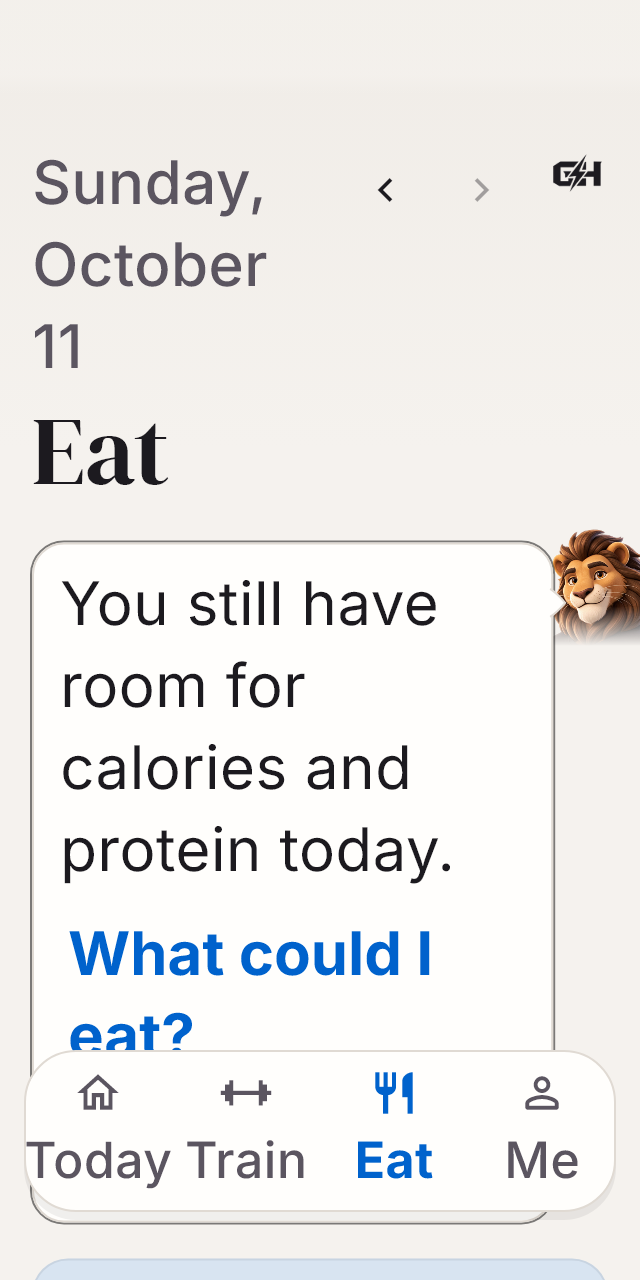 Sunday,
October
11
GH
Eat
You still have
room for
calories and
protein today.
What could I
eat?
Today Train Eat Me